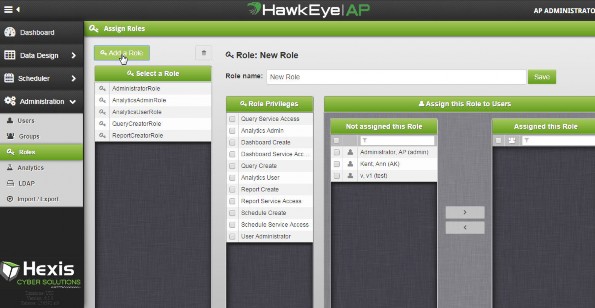 HawkEye AP
AP ADMINISTRATO
Assign Roles
Dashboard
Data Design
Scheduler
Administration
Users
Groups
Roles
Analytics
LDAP
Import / Export
Hexis
CYBER SOLUTIONS
Add a Role
Select a Role
AdministratorRole
AnalyticsAdminRole
AnalyticsUserRole
QueryCreatorRole
ReportCreatorRole
Role: New Role
Role name:
New Role
Save
Role Privileges
Query Service Access
Analytics Admin
Dashboard Create
Dashboard Service Acc ...
Query Create
Analytics User
Report Create
Report Service Access
Schedule Create
Schedule Service Access
User Administrator
Assign this Role to Users
Not assigned this Role
Administrator, AP (admin)
Kent, Ann (AK)
v, v1 (test)
Assigned this Role